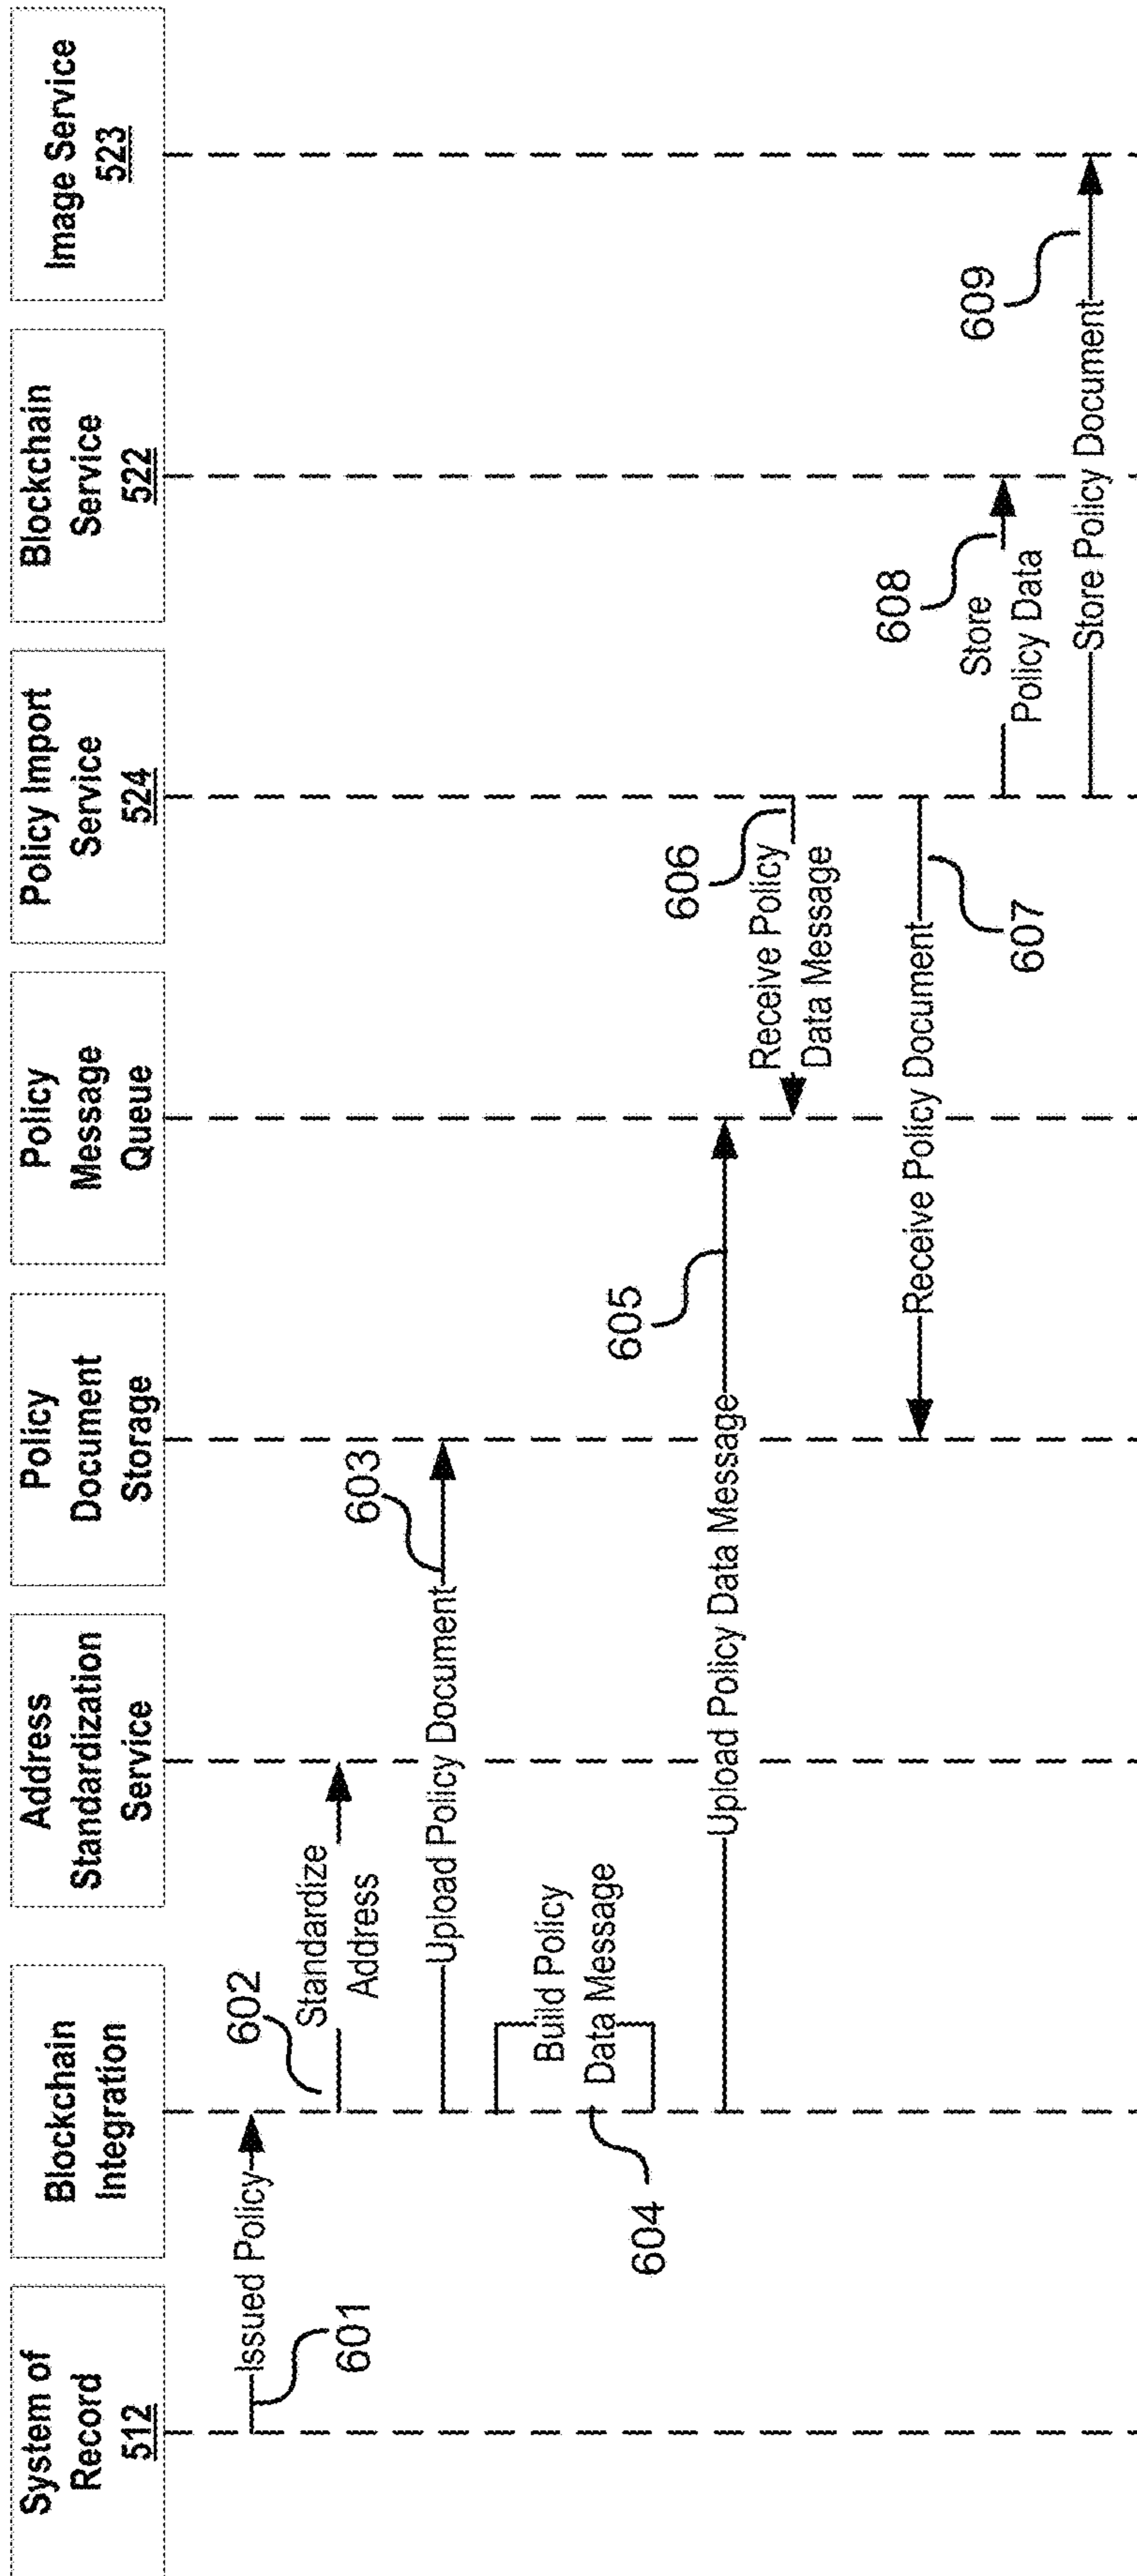 System of
Record
512
Blockchain
Integration
Address
Standardization
Service
Policy
Document
Storage
Policy
Message
Queue
Policy Import
Service
524
Blockchain
Service
522
Image Service
523
Issued Policy
601
602
Standardize
Address
Upload Policy Document
603
Build Policy
Data Message
604
Upload Policy Data Message
605
606
Receive Policy
Data Message
Receive Policy Document
607
608
Store
Policy Data
609
Store Policy Document